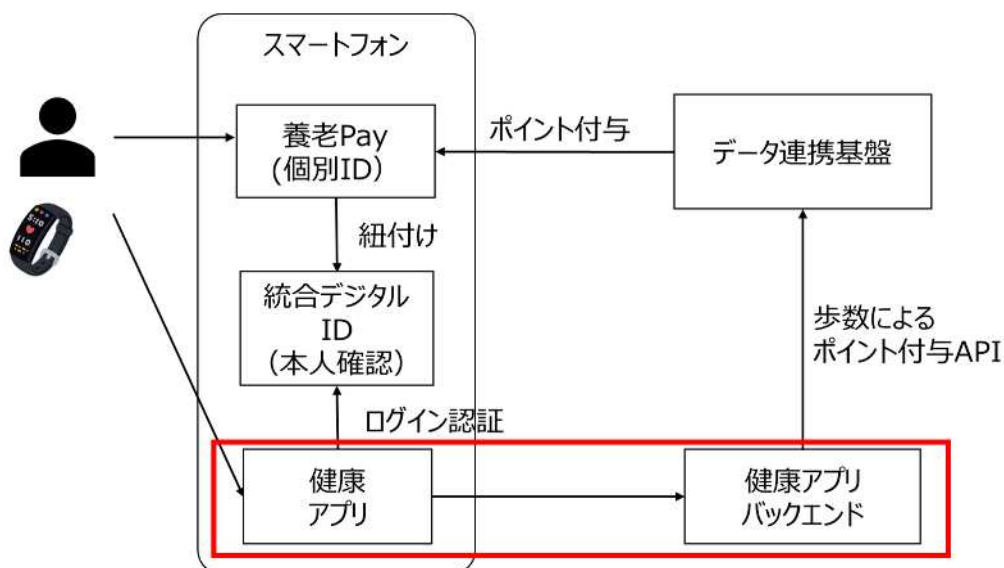 スマートフォン
養老Pay
(個別ID）
ポイント付与
データ連携基盤
紐付け
統合デジタル
ID
（本人確認）
歩数による
ポイント付与API
ログイン認証
健康
アプリ
健康アプリ
バックエンド